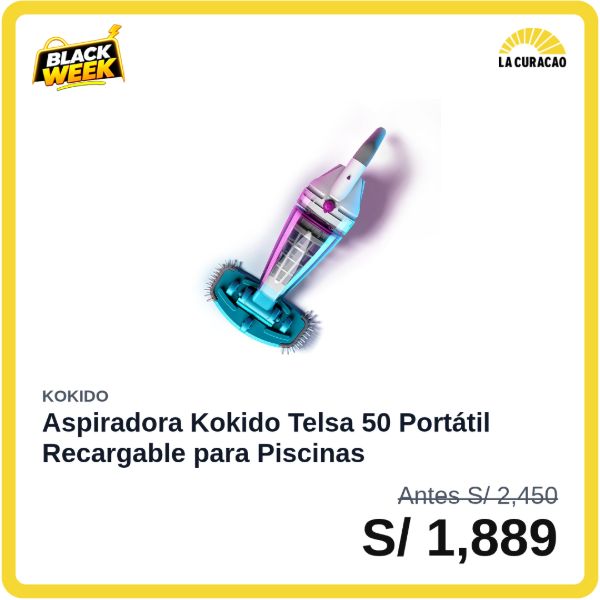 BLACK
WEEK
LA CURACAO
KOKIDO
Aspiradora Kokido Telsa 50 Portátil
Recargable para Piscinas
Antes S/ 2,450
S/ 1,889